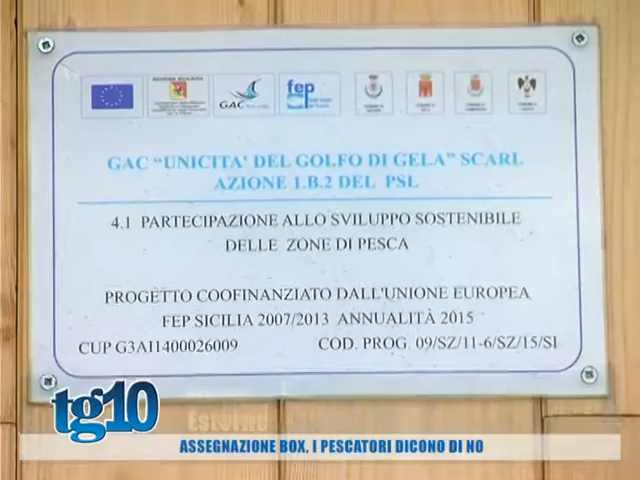 GAC
fep
GAC “UNICITA' DEL GOLFO DI GELA” SCARL
AZIONE 1.B.2 DEL PSL
4.1 PARTECIPAZIONE ALLO SVILUPPO SOSTENIBILE
DELLE ZONE DI PESCA
PROGETTO COOFINANZIATO DALL'UNIONE EUROPEA
FEP SICILIA 2007/2013 ANNUALITÀ 2015
CUP G3AI1400026009 COD. PROG. 09/SZ/11-6/SZ/15/SI
tg10
ASSEGNAZIONE BOX, I PESCATORI DICONO DI NO